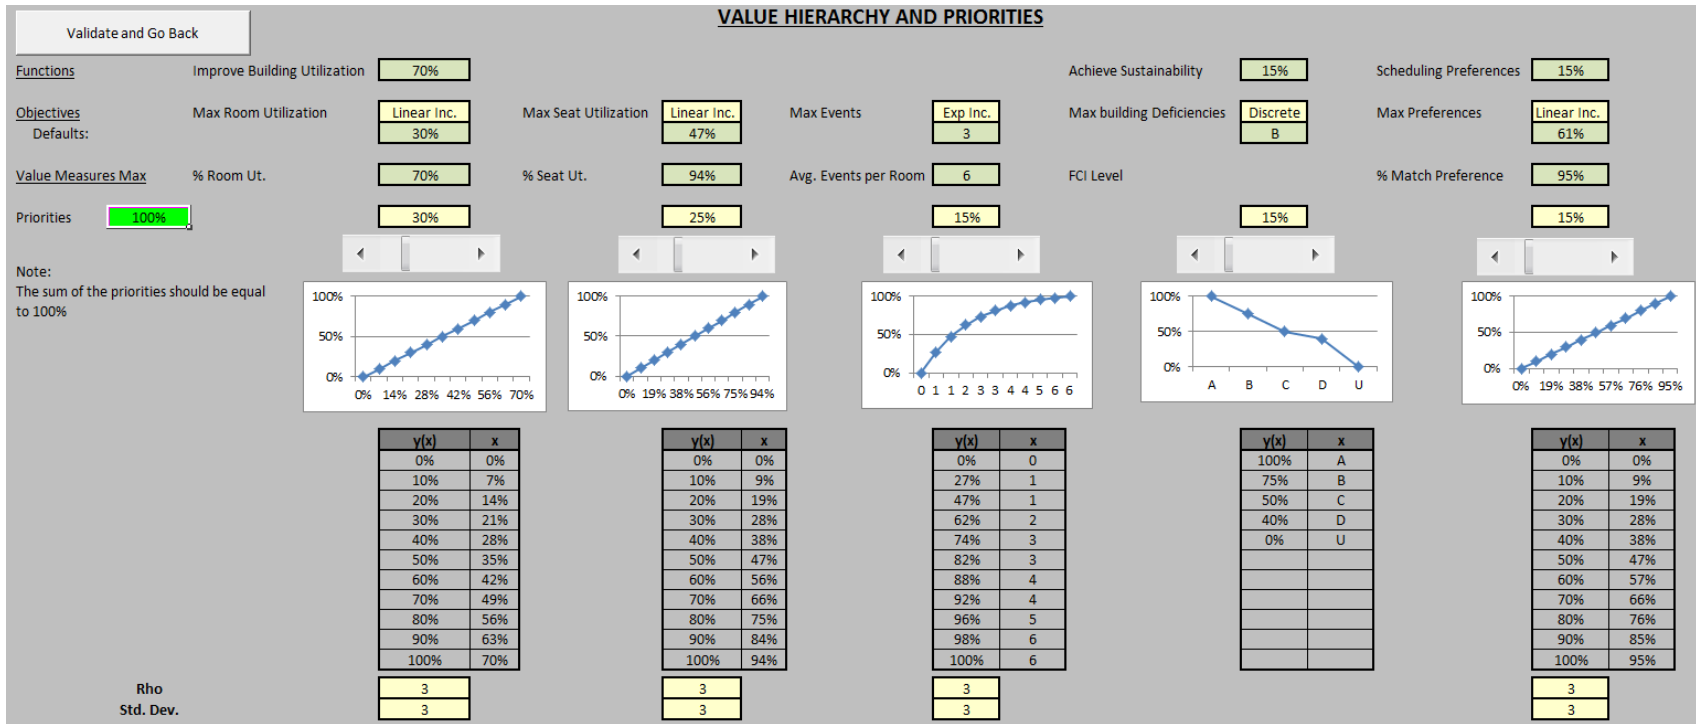 VALUE HIERARCHY AND PRIORITIES
Validate and Go Back
Functions Improve Building Utilization 70% Achieve Sustainability 15% Scheduling Preferences 15%
Objectives Max Room Utilization Linear Inc. Max Seat Utilization Linear Inc. Max Events Exp Inc. Max building Deficiencies Discrete Max Preferences Linear Inc.
Defaults: 30% 47% 3 B 61%
Value Measures Max % Room Ut. 70% % Seat Ut. 94% Avg. Events per Room 6 FCI Level % Match Preference 95%
Priorities 100% 30% 25% 15% 15% 15%
Note:
The sum of the priorities should be equal
to 100%
100% 100% 100% 100% 100%
50% 50% 50% 50% 50%
0% 0% 0% 0% 0%
0% 14% 28% 42% 56% 70% 0% 19% 38% 56% 75% 94% 0 1 1 2 3 3 4 4 5 6 6 A B C D U 0% 19% 38% 57% 76% 95%
y(x) x y(x) x y(x) x y(x) x y(x) x
0% 0% 0% 0% 0% 0 100% A 0% 0%
10% 7% 10% 9% 27% 1 75% B 10% 9%
20% 14% 20% 19% 47% 1 50% C 20% 19%
30% 21% 30% 28% 62% 2 40% D 30% 28%
40% 28% 40% 38% 74% 3 0% U 40% 38%
50% 35% 50% 47% 82% 3 50% 47%
60% 42% 60% 56% 88% 4 60% 57%
70% 49% 70% 66% 92% 4 70% 66%
80% 56% 80% 75% 96% 5 80% 76%
90% 63% 90% 84% 98% 6 90% 85%
100% 70% 100% 94% 100% 6 100% 95%
Rho 3 3 3 3
Std. Dev. 3 3 3 3